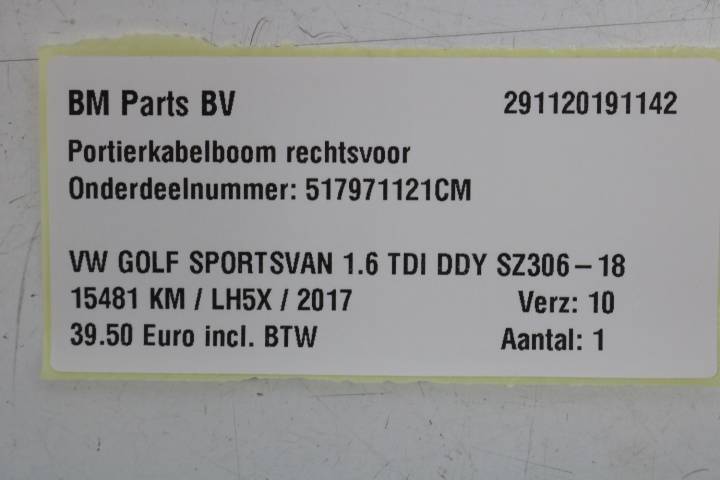 BM Parts BV 291120191142
Portierkabelboom rechtsvoor
Onderdeelnummer: 517971121CM
VW GOLF SPORTSVAN 1.6 TDI DDY SZ306-18
15481 KM / LH5X / 2017 Verz: 10
39.50 Euro incl. BTW Aantal: 1